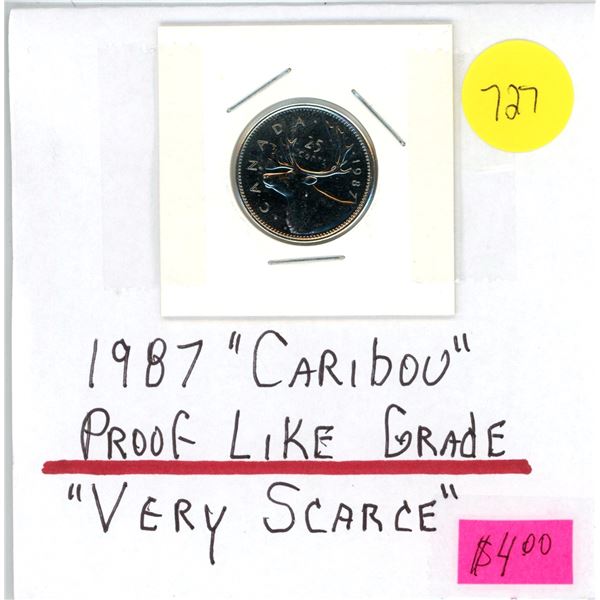 727
CANADA
25
CENTS
1987
1987 "CARIBOU"
PROOF LIKE GRADE
"VERY SCARCE"
$4.00